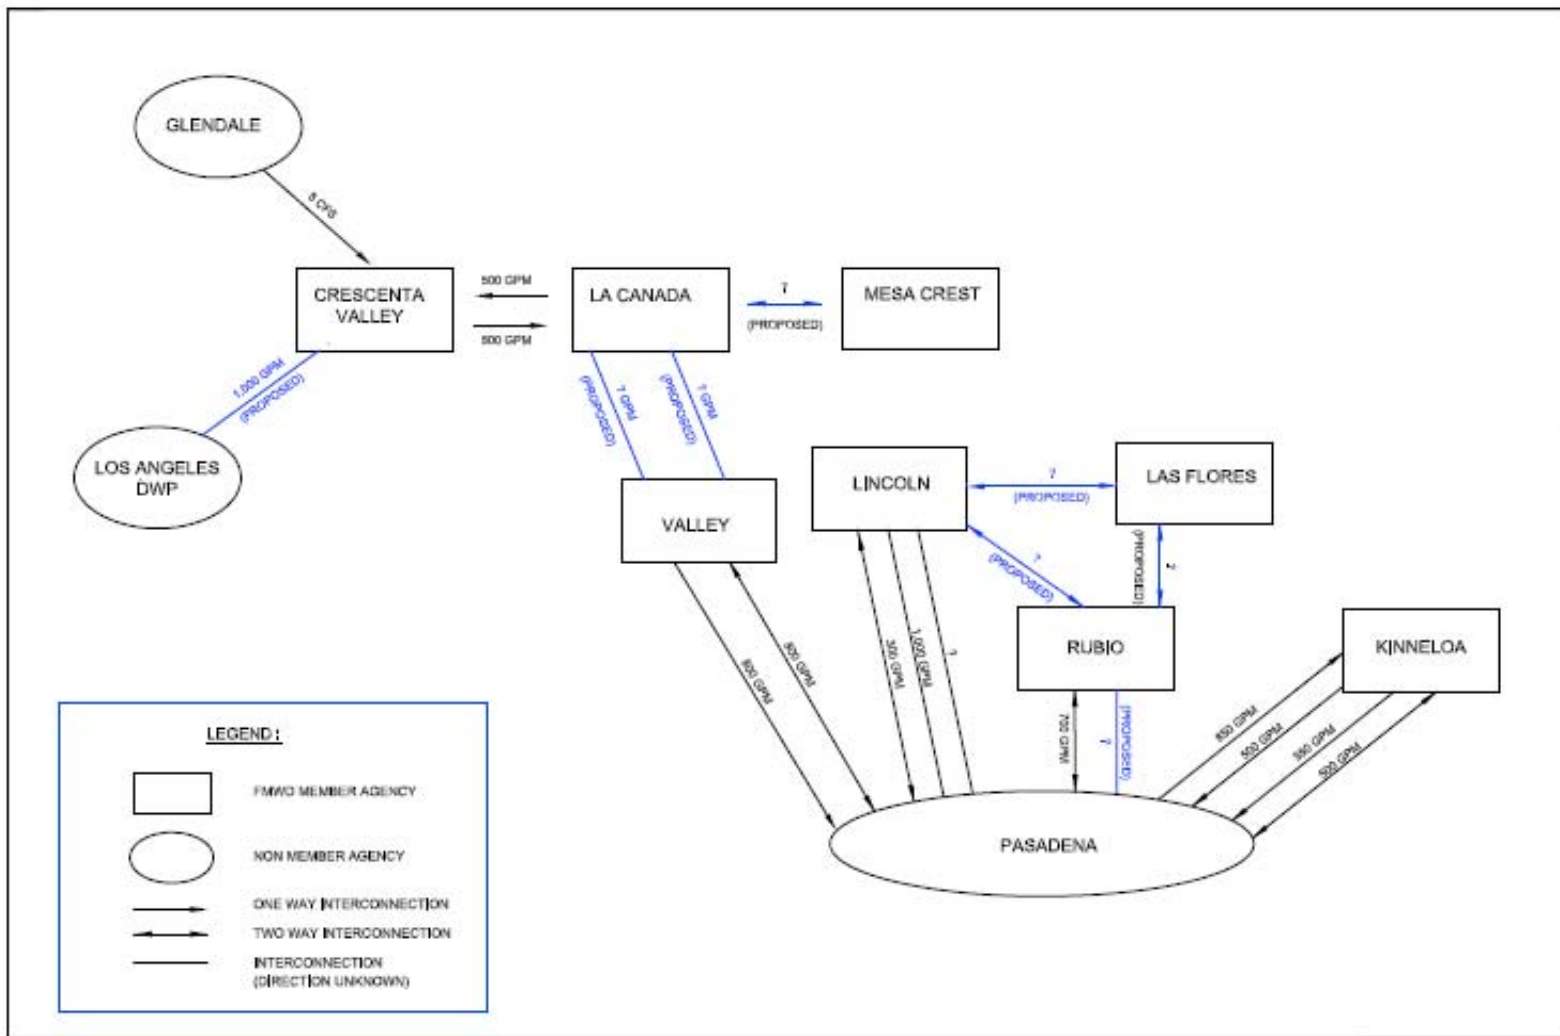 GLENDALE
5 CFS
CRESCENTA
VALLEY
500 GPM
500 GPM
LA CANADA
?
(PROPOSED)
MESA CREST
1,000 GPM
(PROPOSED)
LOS ANGELES
DWP
? GPM
(PROPOSED)
? GPM
(PROPOSED)
VALLEY
LINCOLN
?
(PROPOSED)
LAS FLORES
?
(PROPOSED)
(PROPOSED)
?
RUBIO
KINNELOA
800 GPM
800 GPM
300 GPM
1,000 GPM
?
700 GPM
(PROPOSED)
?
850 GPM
500 GPM
550 GPM
500 GPM
PASADENA
LEGEND:
FMWD MEMBER AGENCY
NON MEMBER AGENCY
ONE WAY INTERCONNECTION
TWO WAY INTERCONNECTION
INTERCONNECTION
(DIRECTION UNKNOWN)